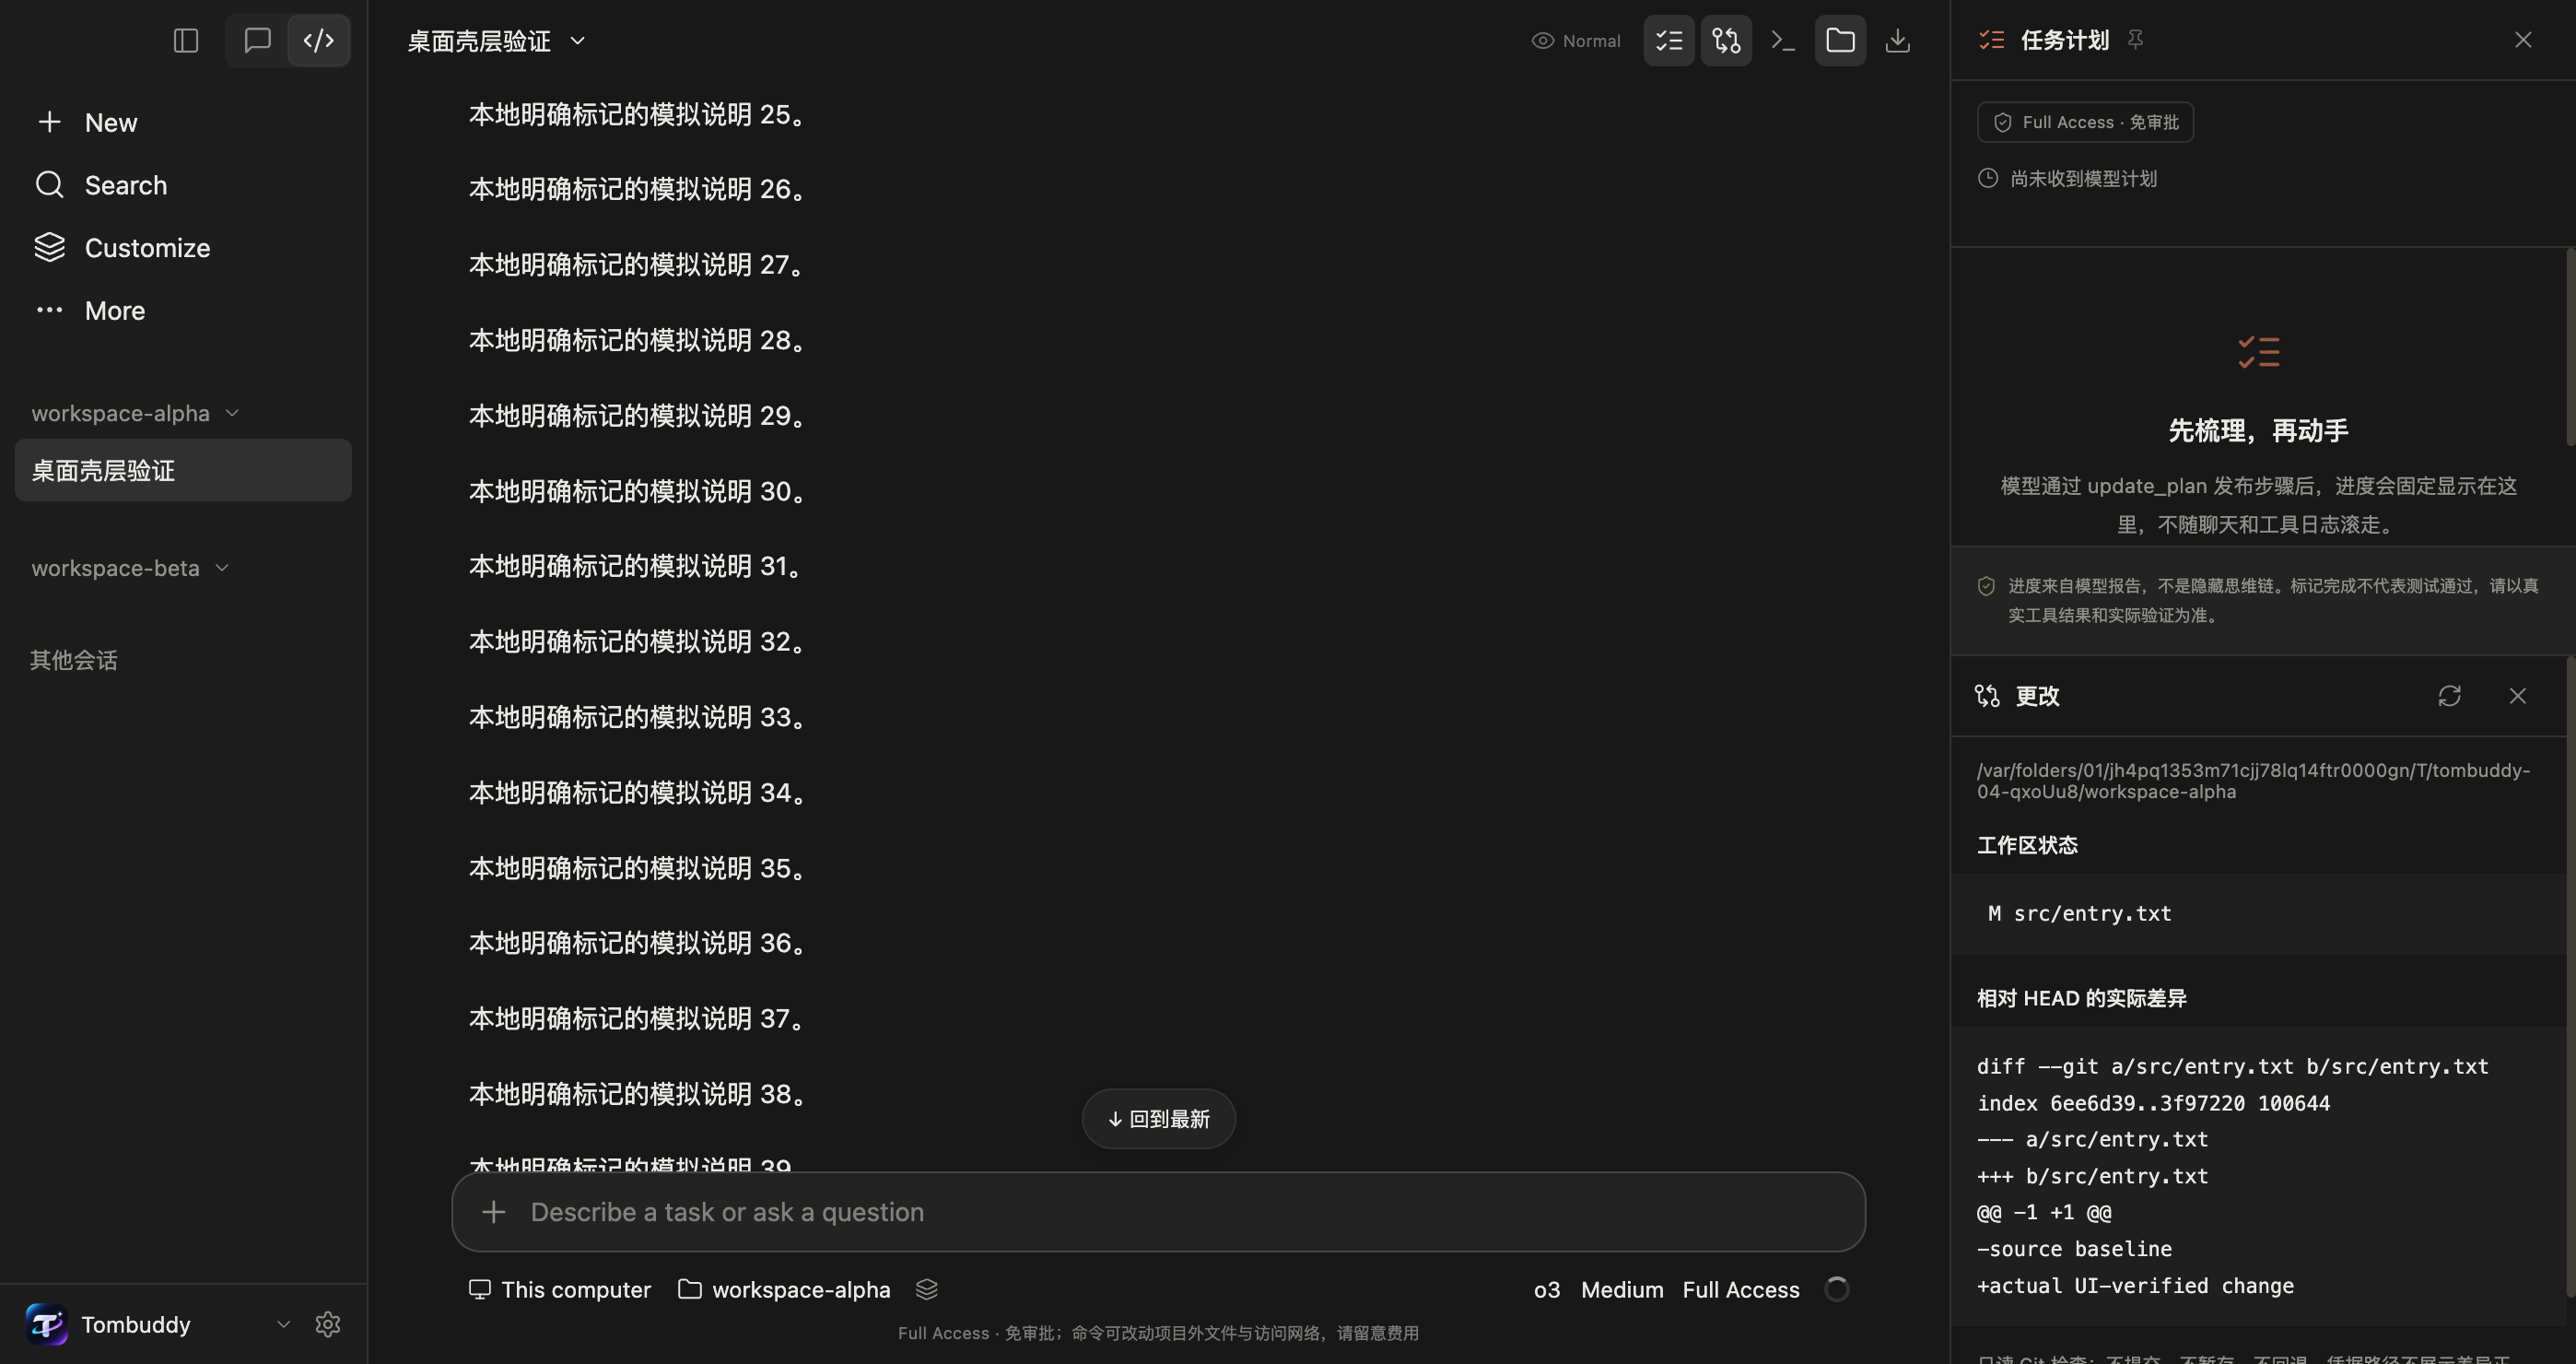 New
Search
Customize
More
workspace-alpha
桌面壳层验证
workspace-beta
其他会话
Tombuddy
桌面壳层验证
Normal
本地明确标记的模拟说明 25。
本地明确标记的模拟说明 26。
本地明确标记的模拟说明 27。
本地明确标记的模拟说明 28。
本地明确标记的模拟说明 29。
本地明确标记的模拟说明 30。
本地明确标记的模拟说明 31。
本地明确标记的模拟说明 32。
本地明确标记的模拟说明 33。
本地明确标记的模拟说明 34。
本地明确标记的模拟说明 35。
本地明确标记的模拟说明 36。
本地明确标记的模拟说明 37。
本地明确标记的模拟说明 38。
本地明确标记的模拟说明 39
回到最新
Describe a task or ask a question
This computer workspace-alpha o3 Medium Full Access
Full Access · 免审批；命令可改动项目外文件与访问网络，请留意费用
任务计划
Full Access · 免审批
尚未收到模型计划
先梳理，再动手
模型通过 update_plan 发布步骤后，进度会固定显示在这
里，不随聊天和工具日志滚走。
进度来自模型报告，不是隐藏思维链。标记完成不代表测试通过，请以真
实工具结果和实际验证为准。
更改
/var/folders/01/jh4pq1353m71cjj78lq14ftr0000gn/T/tombuddy-
04-qxoUu8/workspace-alpha
工作区状态
M src/entry.txt
相对 HEAD 的实际差异
diff --git a/src/entry.txt b/src/entry.txt
index 6ee6d39..3f97220 100644
--- a/src/entry.txt
+++ b/src/entry.txt
@@ -1 +1 @@
-source baseline
+actual UI-verified change